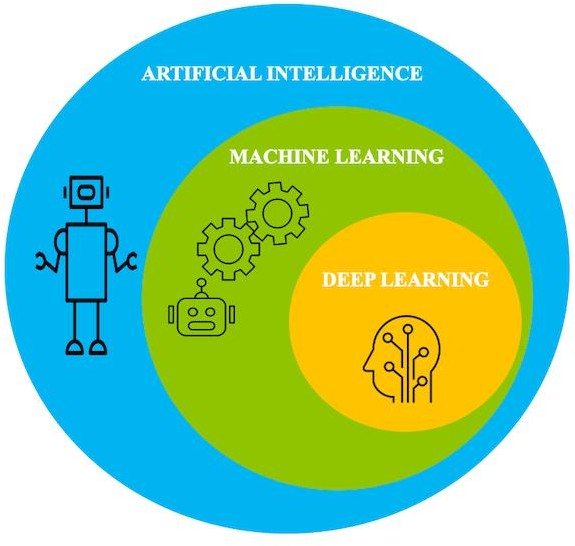 ARTIFICIAL INTELLIGENCE
MACHINE LEARNING
DEEP LEARNING